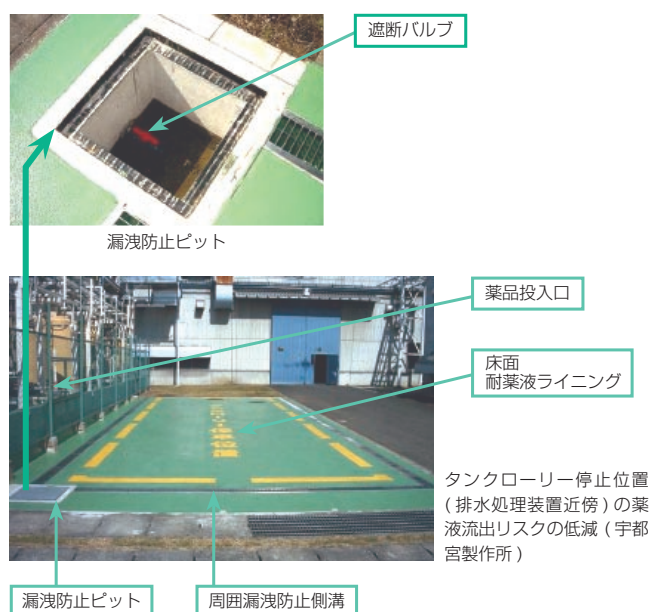 遮断バルブ
漏洩防止ピット
薬品投入口
床面
耐薬液ライニング
タンクローリー停止位置
(排水処理装置近傍)の薬
液流出リスクの低減(宇都
宮製作所)
漏洩防止ピット
周囲漏洩防止側溝